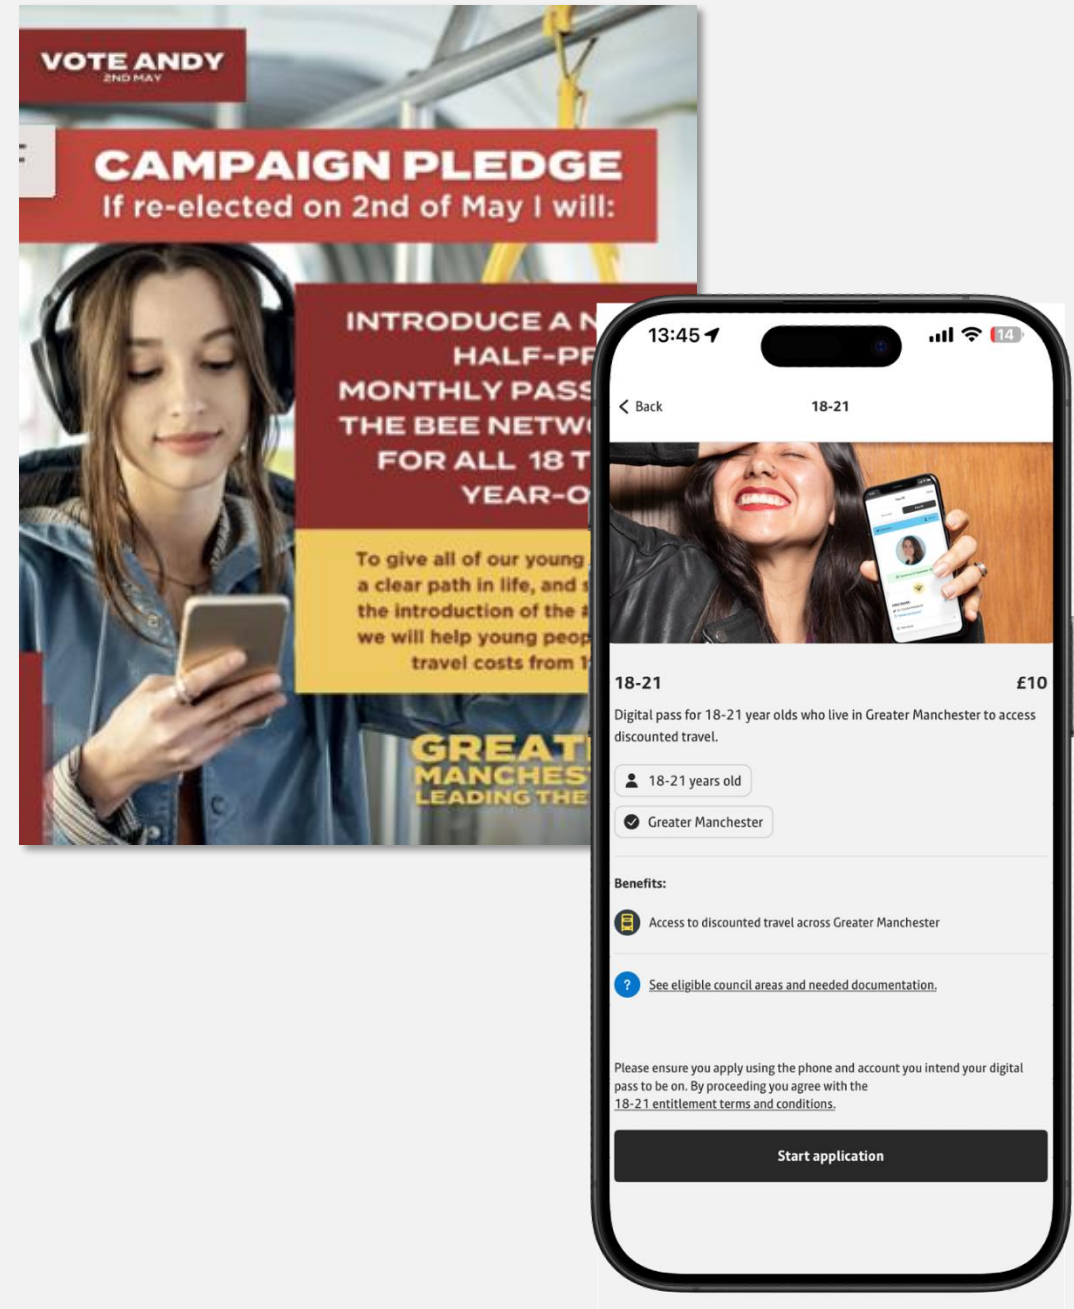 VOTE ANDY
2ND MAY
CAMPAIGN PLEDGE
If re-elected on 2nd of May I will:
INTRODUCE A N
HALF-PR
MONTHLY PASS
THE BEE NETW
FOR ALL 18 T
YEAR-O
To give all of our young
a clear path in life, and s
the introduction of the #
we will help young peop
travel costs from 1
GREAT
MANCHES
LEADING THE
13:45
14
Back
18-21
18-21
£10
Digital pass for 18-21 year olds who live in Greater Manchester to access
discounted travel.
18-21 years old
Greater Manchester
Benefits:
Access to discounted travel across Greater Manchester
?
See eligible council areas and needed documentation.
Please ensure you apply using the phone and account you intend your digital
pass to be on. By proceeding you agree with the
18-21 entitlement terms and conditions.
Start application